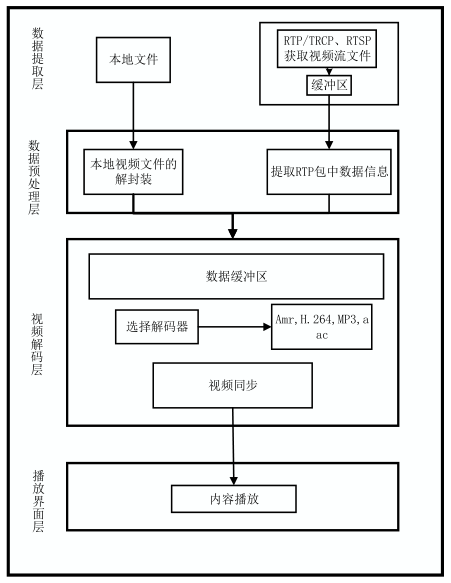 数据提取层
本地文件
RTP/TRCP、RTSP
获取视频流文件
缓冲区
数据预处理层
本地视频文件的
解封装
提取RTP包中数据信息
视频解码层
数据缓冲区
选择解码器
Amr,H.264,MP3,a
ac
视频同步
播放界面层
内容播放